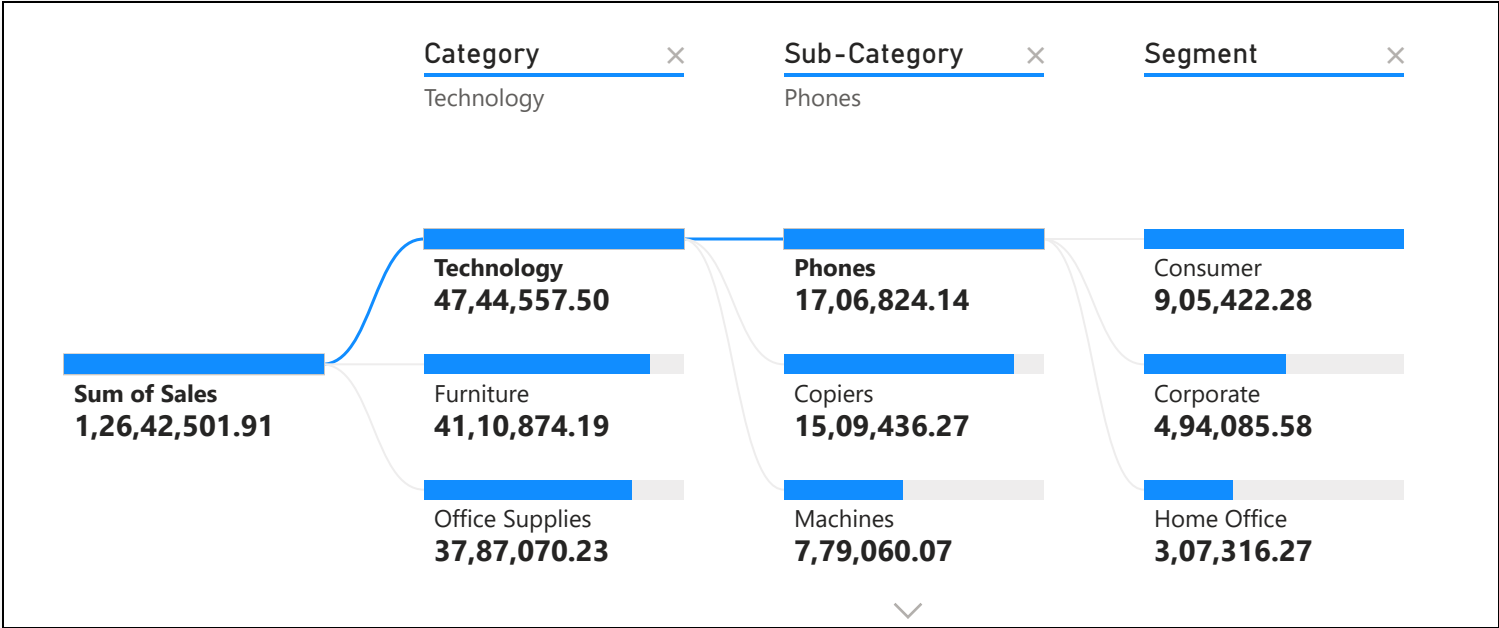 Category
Sub-Category
Segment
Technology
Phones
Technology
47,44,557.50
Phones
17,06,824.14
Consumer
9,05,422.28
Sum of Sales
1,26,42,501.91
Furniture
41,10,874.19
Copiers
15,09,436.27
Corporate
4,94,085.58
Office Supplies
37,87,070.23
Machines
7,79,060.07
Home Office
3,07,316.27